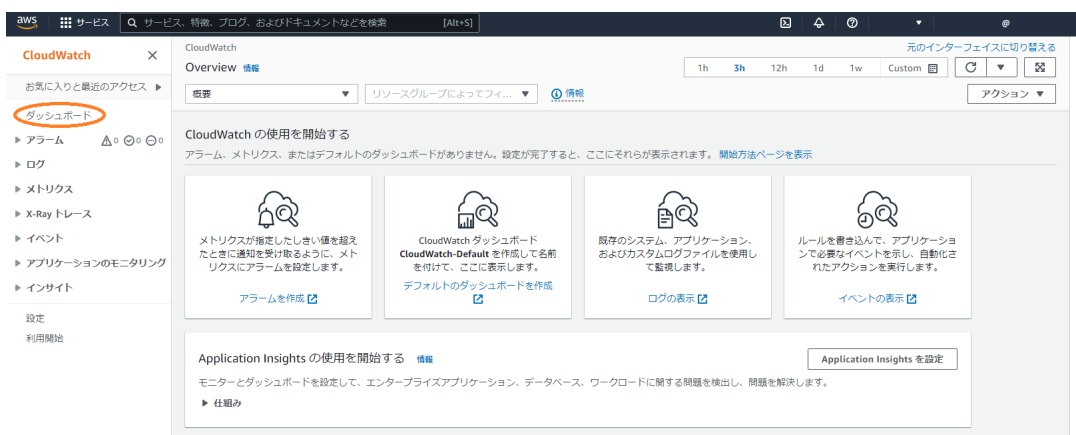 aws
サービス
サービス、特徴、ブログ、およびドキュメントなどを検索
[Alt+S]
@
CloudWatch
お気に入りと最近のアクセス
ダッシュボード
アラーム
0
0
0
ログ
メトリクス
X-Ray トレース
イベント
アプリケーションのモニタリング
インサイト
設定
利用開始
CloudWatch
元のインターフェイスに切り替える
Overview 情報
1h
3h
12h
1d
1w
Custom
概要
リソースグループによってフィ...
情報
アクション
CloudWatch の使用を開始する
アラーム、メトリクス、またはデフォルトのダッシュボードがありません。設定が完了すると、ここにそれらが表示されます。 開始方法ページを表示
メトリクスが指定したしきい値を超え
たときに通知を受け取るように、メト
リクスにアラームを設定します。
アラームを作成
CloudWatch ダッシュボード
CloudWatch-Default を作成して名前
を付けて、ここに表示します。
デフォルトのダッシュボードを作成
既存のシステム、アプリケーション、
およびカスタムログファイルを使用し
て監視します。
ログの表示
ルールを書き込んで、アプリケーショ
ンで必要なイベントを示し、自動化さ
れたアクションを実行します。
イベントの表示
Application Insights の使用を開始する 情報
Application Insights を設定
モニターとダッシュボードを設定して、エンタープライズアプリケーション、データベース、ワークロードに関する問題を検出し、問題を解決します。
仕組み